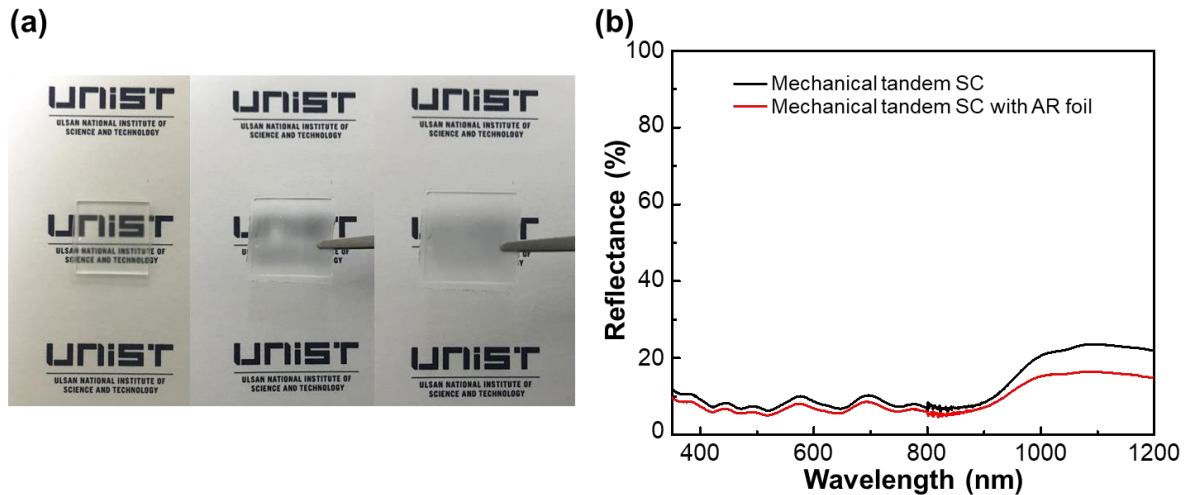 (a)
UNIST
ULSAN NATIONAL INSTITUTE OF
SCIENCE AND TECHNOLOGY
UNIST
ULSAN NATIONAL INSTITUTE OF
SCIENCE AND TECHNOLOGY
UNIST
ULSAN NATIONAL INSTITUTE OF
SCIENCE AND TECHNOLOGY
UNIST
ULSAN NATIONAL INSTITUTE OF
SCIENCE AND TECHNOLOGY
UNIST
ULSAN NATIONAL INSTITUTE OF
SCIENCE AND TECHNOLOGY
UNIST
ULSAN NATIONAL INSTITUTE OF
SCIENCE AND TECHNOLOGY
UNIST
ULSAN NATIONAL INSTITUTE OF
SCIENCE AND TECHNOLOGY
(b)
Mechanical tandem SC
Mechanical tandem SC with AR foil
Reflectance (%)
100
80
60
40
20
0
400 600 800 1000 1200
Wavelength (nm)